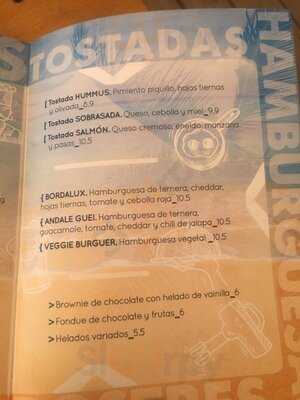 TOSTADAS
{ Tostada HUMMUS. Pimiento piquillo, hojas tiernas
y olivada_6.9
{ Tostada SOBRASADA. Queso, cebolla y miel_9.9
{ Tostada SALMÓN. Queso cremoso, eneldo, manzana
y pasas_10.5
HAMBURGUESAS
{ BORDALUX. Hamburguesa de ternera, cheddar,
hojas tiernas, tomate y cebolla roja_10.5
{ ANDALE GUEI. Hamburguesa de ternera,
guacamole, tomate, cheddar y chili dejalapa_10.5
{ VEGGIE BURGUER. Hamburguesa vegetal_10.5
> Brownie de chocolate con helado de vainilla_6
> Fondue de chocolate y frutas_6
> Helados variados_5.5